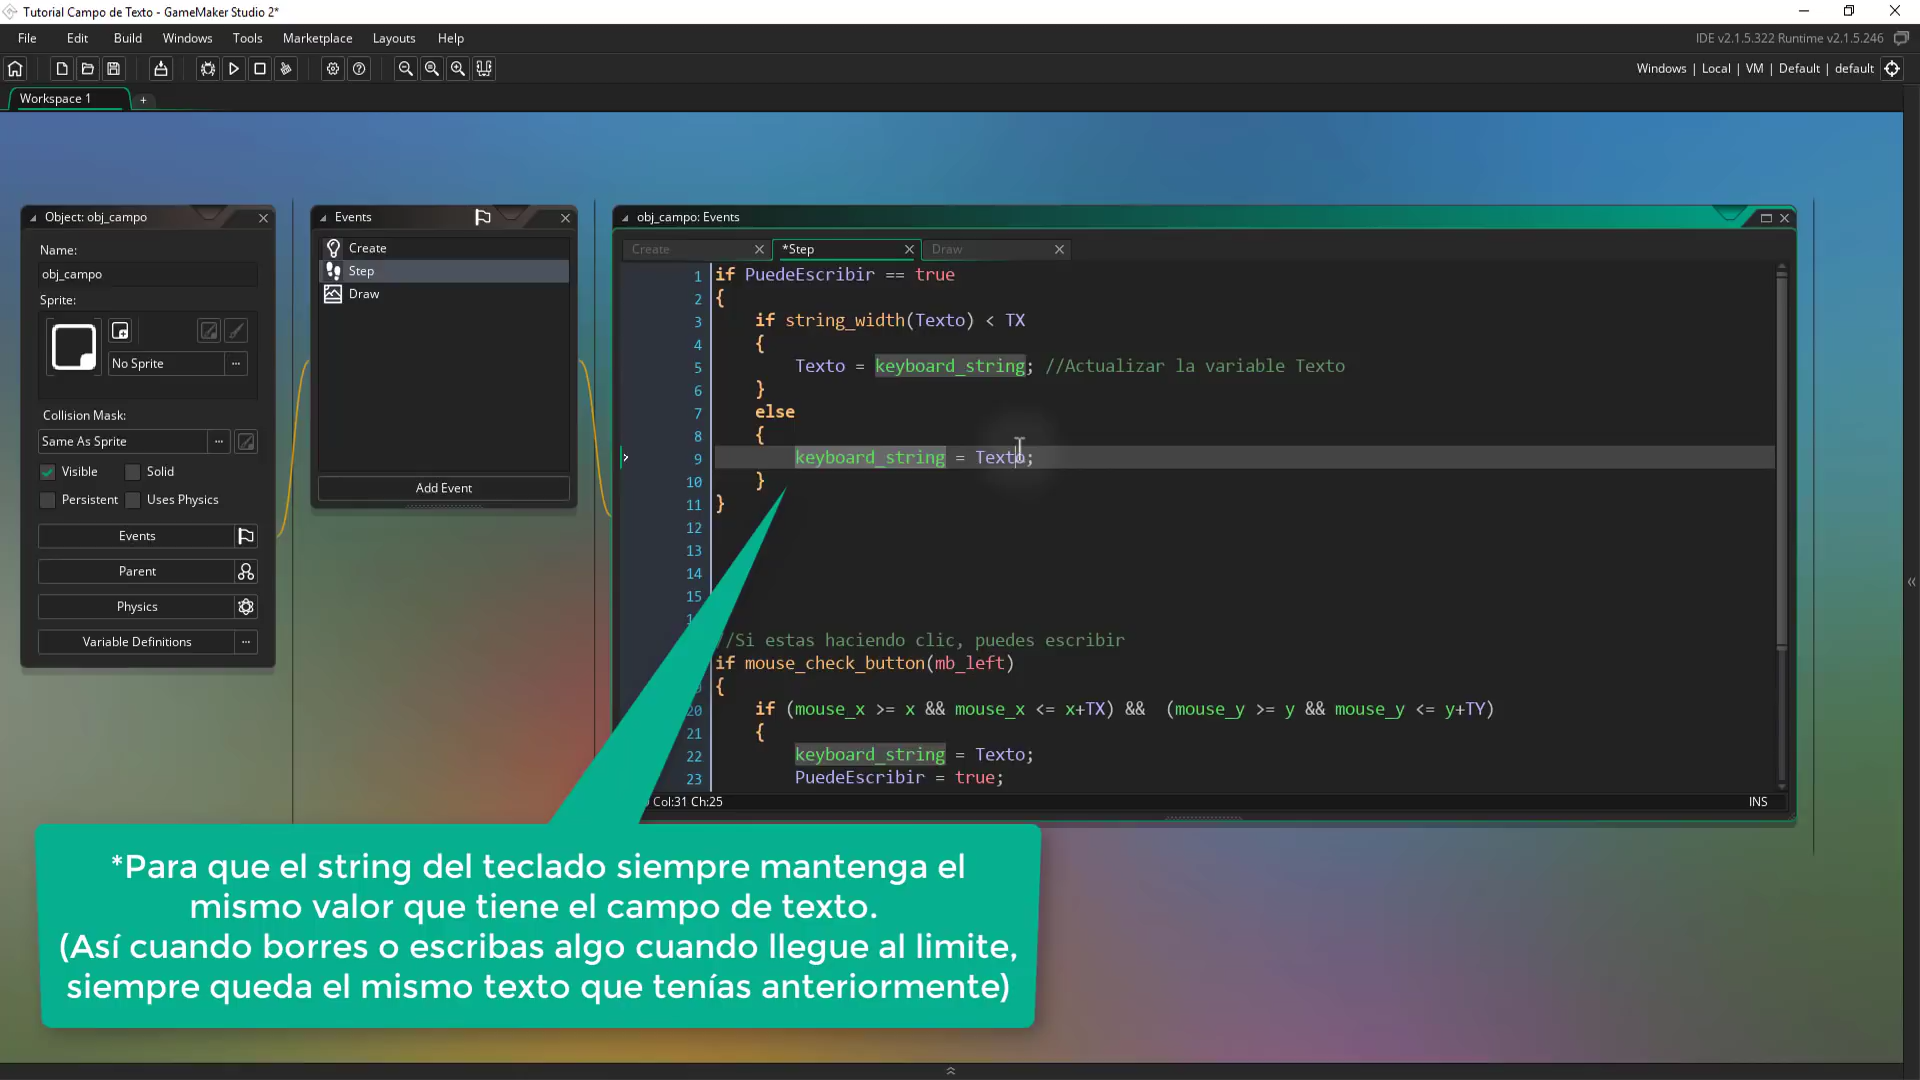 Tutorial Campo de Texto - GameMaker Studio 2*
File Edit Build Windows Tools Marketplace Layouts Help
IDE v2.1.5.322 Runtime v2.1.5.246
Windows | Local | VM | Default | default
Workspace 1
+
Object: obj_campo
Name:
obj_campo
Sprite:
No Sprite
Collision Mask:
Same As Sprite
Visible Solid
Persistent Uses Physics
Events
Parent
Physics
Variable Definitions
Events
Create
Step
Draw
Add Event
obj_campo: Events
Create *Step Draw
1 if PuedeEscribir == true
2 {
3 if string_width(Texto) < TX
4 {
5 Texto = keyboard_string; //Actualizar la variable Texto
6 }
7 else
8 {
9 keyboard_string = Texto;
10 }
11 }
12
13
14
15
/Si estas haciendo clic, puedes escribir
if mouse_check_button(mb_left)
{
20 if (mouse_x >= x && mouse_x <= x+TX) && (mouse_y >= y && mouse_y <= y+TY)
21 {
22 keyboard_string = Texto;
23 PuedeEscribir = true;
Col:31 Ch:25
INS
*Para que el string del teclado siempre mantenga el
mismo valor que tiene el campo de texto.
(Así cuando borres o escribas algo cuando llegue al limite,
siempre queda el mismo texto que tenías anteriormente)